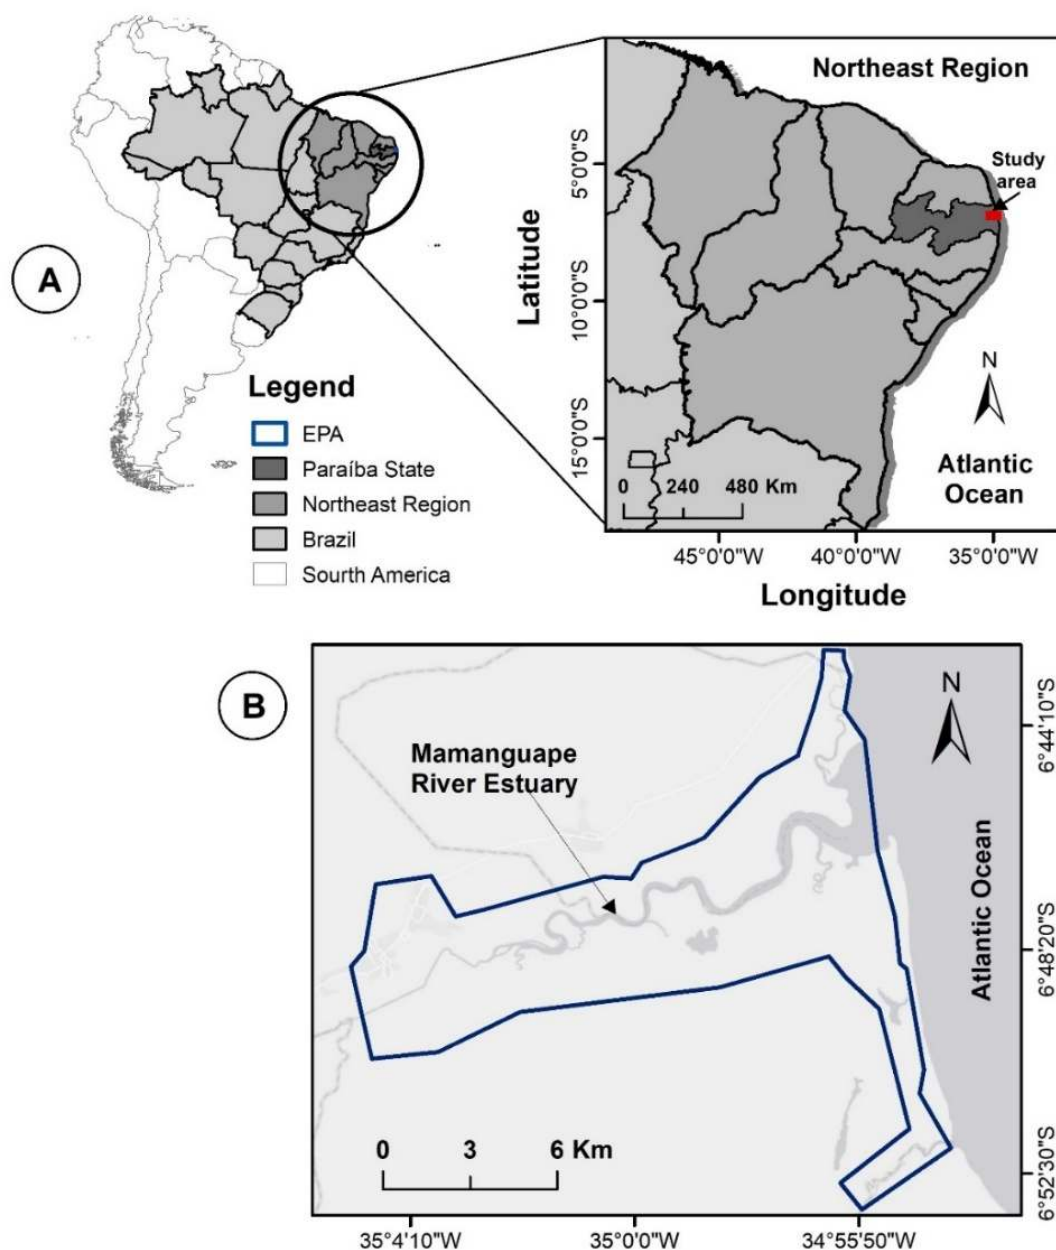 A
Northeast Region
Study
area
Latitude
5°0'0"S
10°0'0"S
15°0'0"S
N
Atlantic
Ocean
0 240 480 Km
45°0'0"W 40°0'0"W 35°0'0"W
Longitude
Legend
EPA
Paraíba State
Northeast Region
Brazil
Sourth America
B
Mamanguape
River Estuary
N
Atlantic Ocean
6°44'10"S
6°48'20"S
6°52'30"S
0 3 6 Km
35°4'10"W 35°0'0"W 34°55'50"W